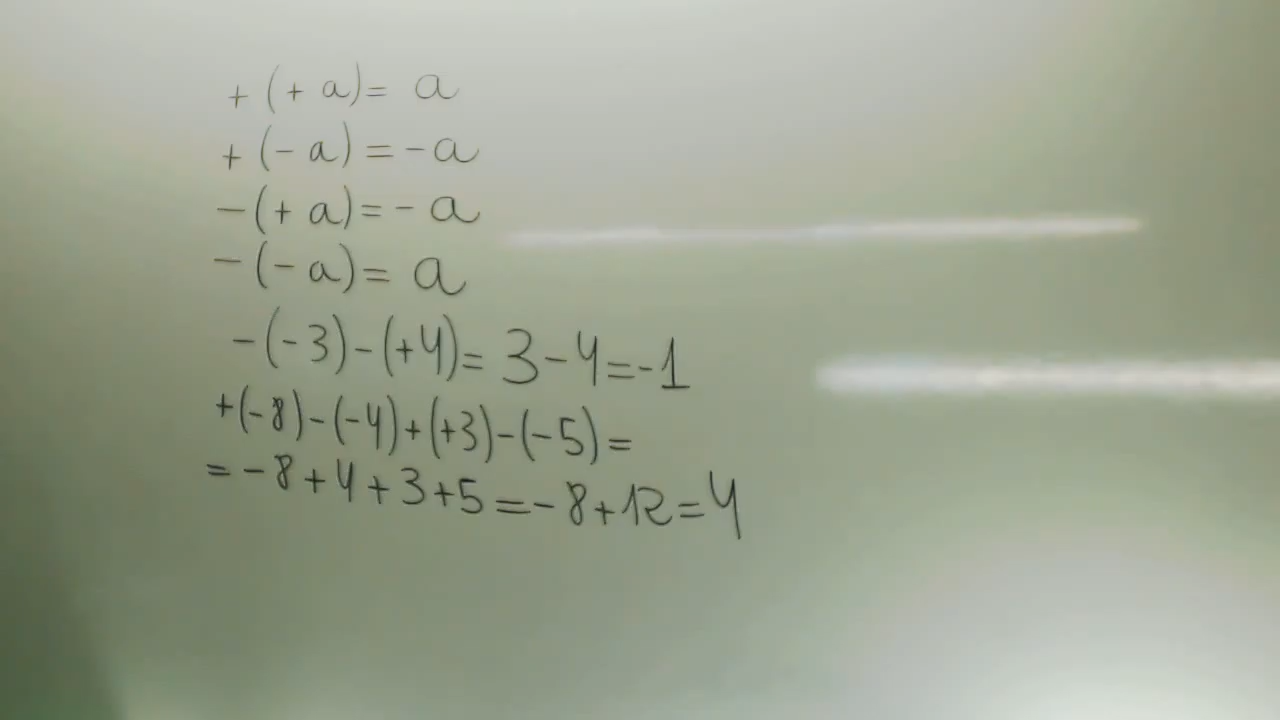 +(+a)= a
+(-a)=-a
-(+a)=-a
-(-a)= a
-(-3)-(+4)= 3-4=-1
+(-8)-(-4)+(+3)-(-5)=
=-8+4+3+5=-8+12=4